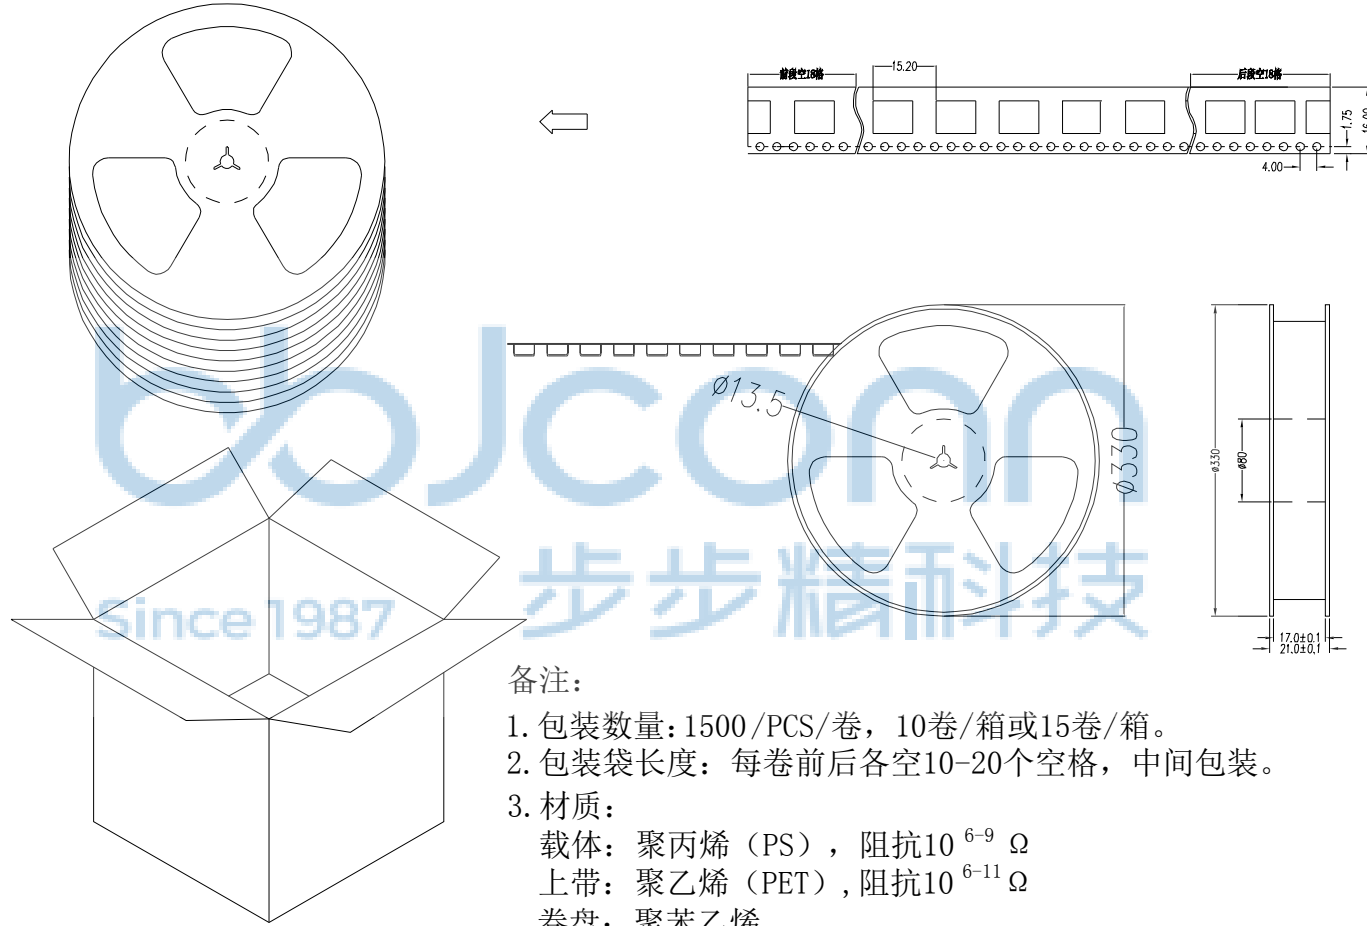 前段空18格
15.20
后段空18格
1.75
16.00
4.00
bbJconn
Since 1987
步步精科技
Ø13.5
Ø330
ø330
ø80
17.0±0.1
21.0±0.1
备注：
1.包装数量:1500/PCS/卷，10卷/箱或15卷/箱。
2.包装袋长度：每卷前后各空10-20个空格，中间包装。
3.材质：
载体：聚丙烯（PS），阻抗10 6-9 Ω
上带：聚乙烯（PET）,阻抗10 6-11 Ω
卷盘：聚苯乙烯